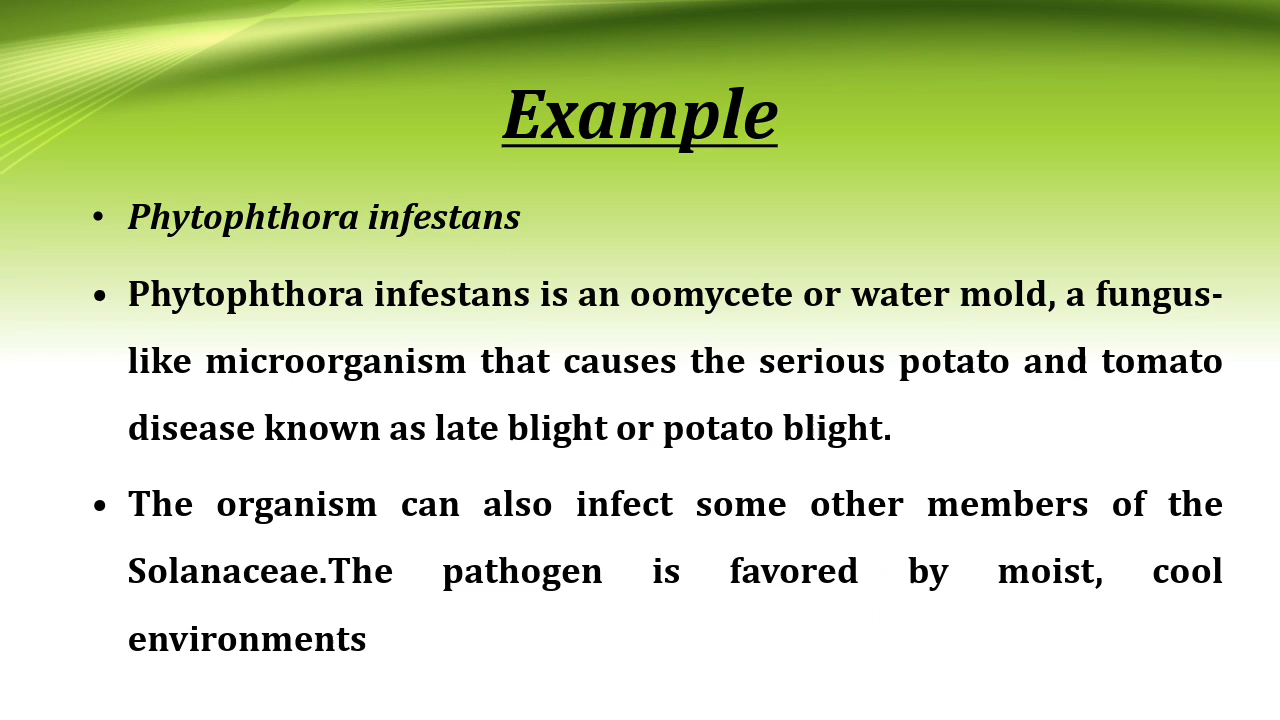 Example
• Phytophthora infestans
• Phytophthora infestans is an oomycete or water mold, a fungus-
like microorganism that causes the serious potato and tomato
disease known as late blight or potato blight.
• The organism can also infect some other members of the
Solanaceae.The pathogen is favored by moist, cool
environments